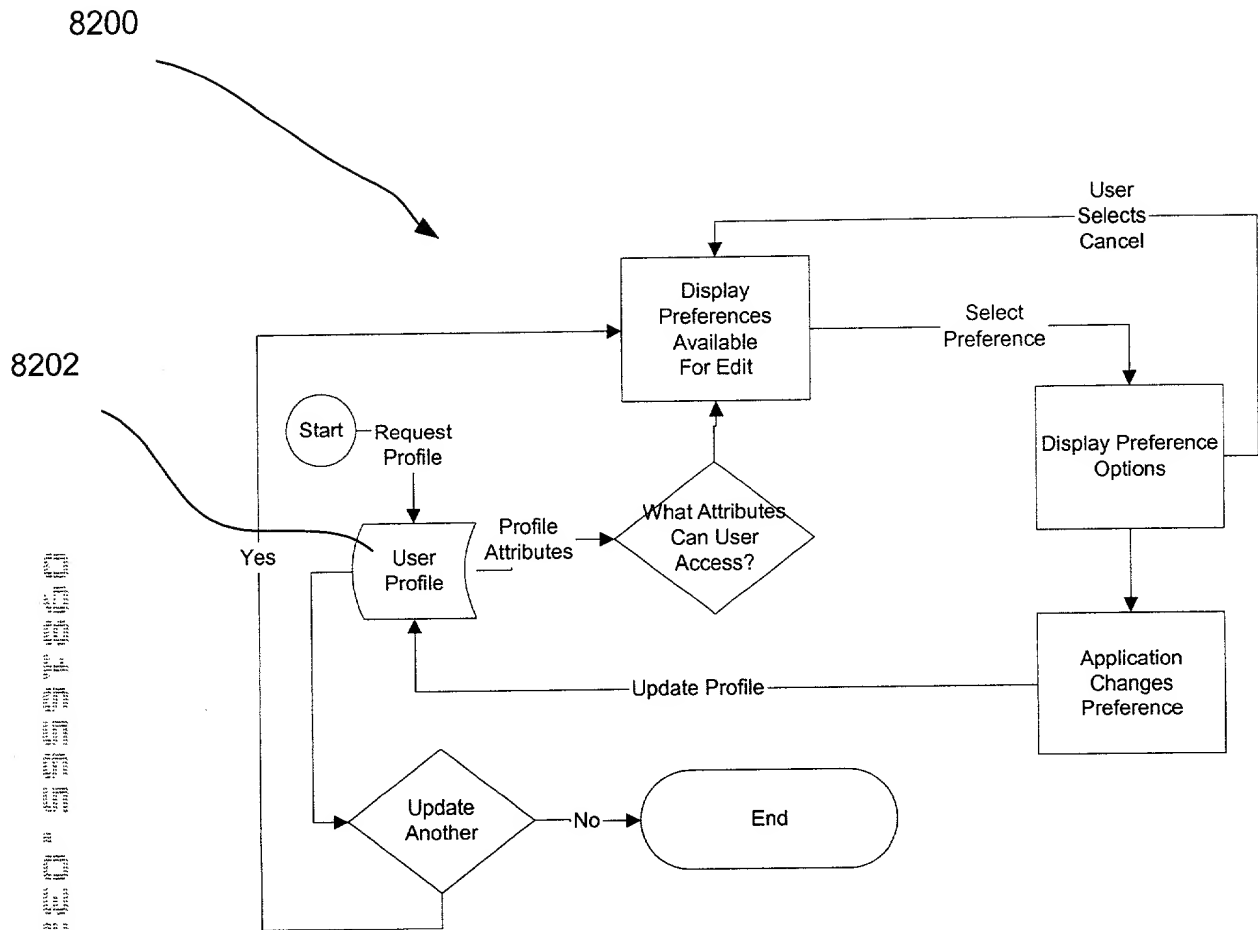 8200
User
Selects
Cancel
Display
Preferences
Available
For Edit
Select
Preference
8202
Start
Request
Profile
Display Preference
Options
What Attributes
Can User
Access?
Profile
Attributes
User
Profile
Yes
Application
Changes
Preference
Update Profile
Update
Another
No
End